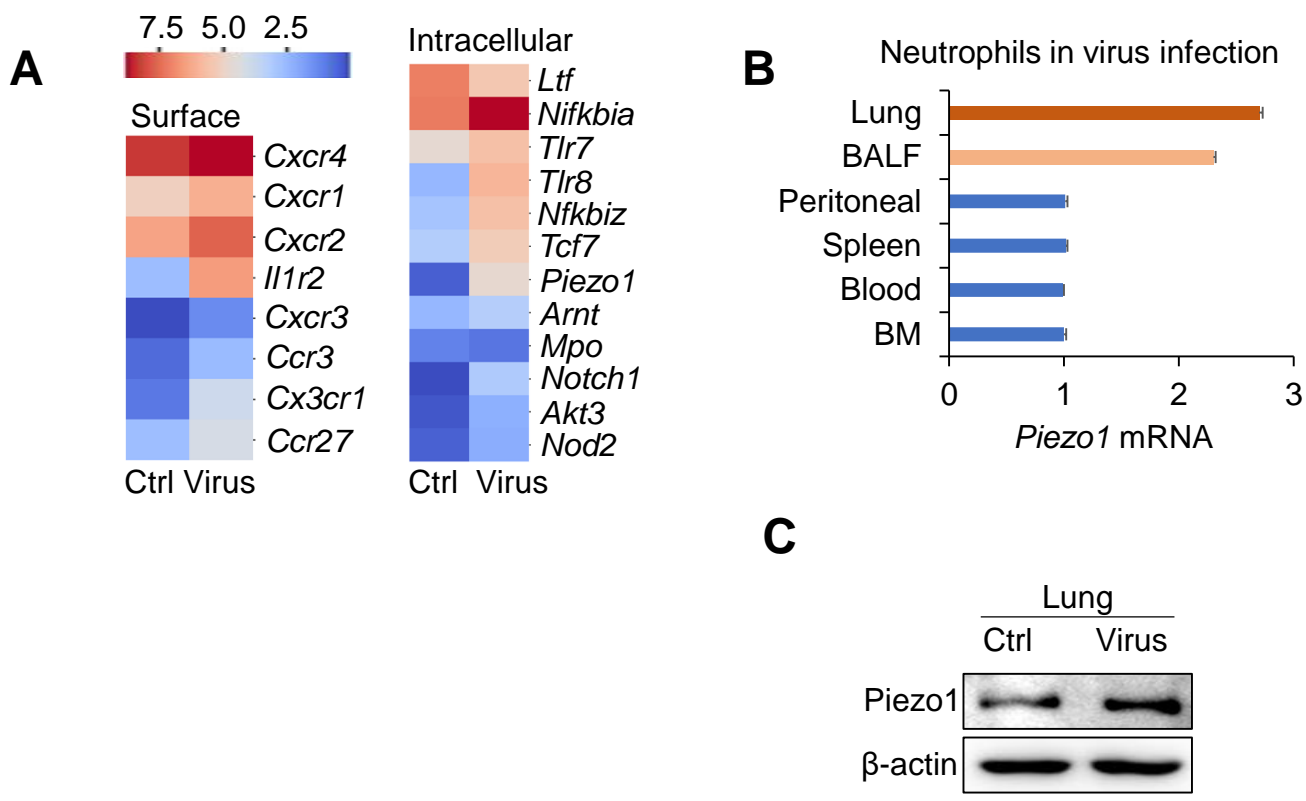 A
7.5 5.0 2.5
Surface
Cxcr4
Cxcr1
Cxcr2
Il1r2
Cxcr3
Ccr3
Cx3cr1
Ccr27
Ctrl Virus
Intracellular
Ltf
Nifkbia
Tlr7
Tlr8
Nfkbiz
Tcf7
Piezo1
Arnt
Mpo
Notch1
Akt3
Nod2
Ctrl Virus
B
Neutrophils in virus infection
Lung
BALF
Peritoneal
Spleen
Blood
BM
0 1 2 3
Piezo1 mRNA
C
Lung
Ctrl Virus
Piezo1
β-actin